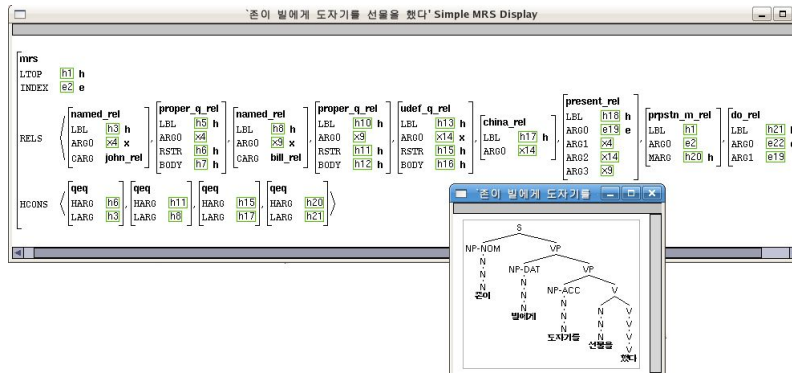 '존이 빌에게 도자기를 선물을 했다' Simple MRS Display
mrs
LTOP h1 h
INDEX e2 e
RELS
named_rel
LBL h3 h
ARG0 x4 x
CARG john_rel
proper_q_rel
LBL h5 h
ARG0 x4
RSTR h6 h
BODY h7 h
named_rel
LBL h8 h
ARG0 x9 x
CARG bill_rel
proper_q_rel
LBL h10 h
ARG0 x9
RSTR h11 h
BODY h12 h
udef_q_rel
LBL h13 h
ARG0 x14 x
RSTR h15 h
BODY h16 h
china_rel
LBL h17 h
ARG0 x14
present_rel
LBL h18 h
ARG0 e19 e
ARG1 x4
ARG2 x14
ARG3 x9
prpstn_m_rel
LBL h1
ARG0 e2
MARG h20 h
do_rel
LBL h21
ARG0 e22
ARG1 e19
HCONS
qeq
HARG h6
LARG h3
qeq
HARG h11
LARG h8
qeq
HARG h15
LARG h17
qeq
HARG h20
LARG h21
'존이 빌에게 도자기를
S
NP-NOM VP
N NP-DAT VP
N N NP-ACC V
N N N N V
존이 N N N V
빌에게 N N V
도자기를 선물을 V
했다